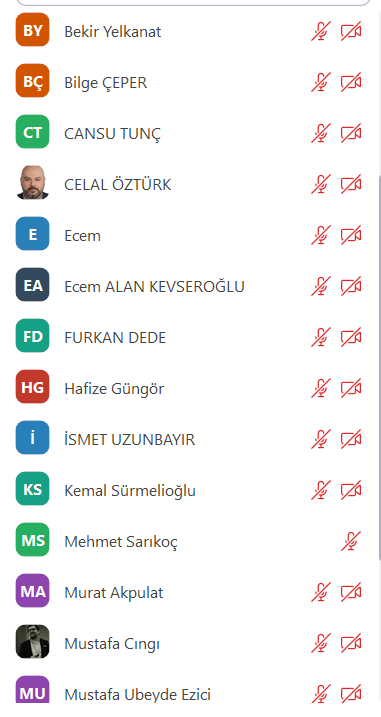 BY Bekir Yelkanat
BÇ Bilge ÇEPER
CT CANSU TUNÇ
CELAL ÖZTÜRK
E Ecem
EA Ecem ALAN KEVSEROĞLU
FD FURKAN DEDE
HG Hafize Güngör
İ İSMET UZUNBAYIR
KS Kemal Sürmelioğlu
MS Mehmet Sarıkoç
MA Murat Akpulat
Mustafa Cıngı
MU Mustafa Ubeyde Ezici